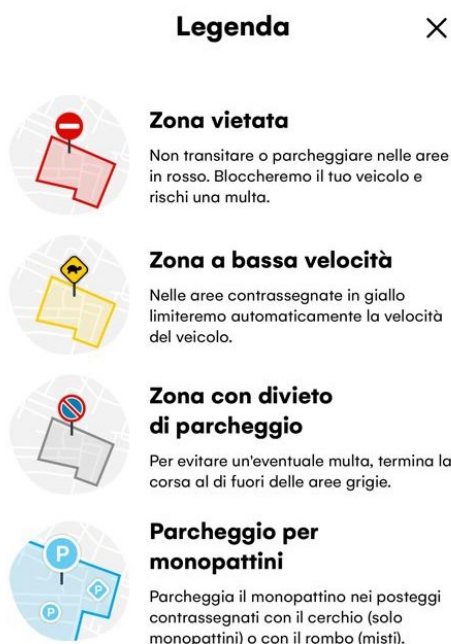 Legenda
Zona vietata
Non transitare o parcheggiare nelle aree
in rosso. Bloccheremo il tuo veicolo e
rischi una multa.
Zona a bassa velocità
Nelle aree contrassegnate in giallo
limiteremo automaticamente la velocità
del veicolo.
Zona con divieto
di parcheggio
Per evitare un'eventuale multa, termina la
corsa al di fuori delle aree grigie.
P
P
P
Parcheggio per
monopattini
Parcheggia il monopattino nei posteggi
contrassegnati con il cerchio (solo
monopattini) o con il rombo (misti).